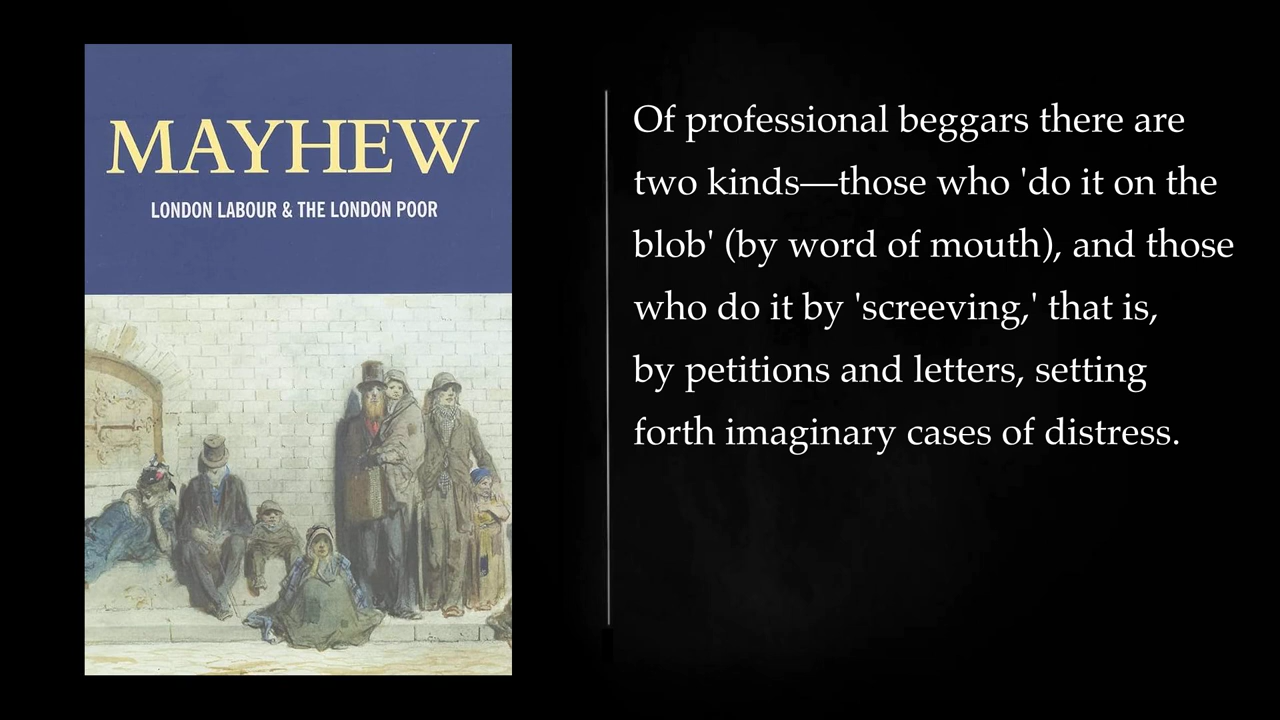 MAYHEW
LONDON LABOUR & THE LONDON POOR
Of professional beggars there are
two kinds—those who 'do it on the
blob' (by word of mouth), and those
who do it by 'screeving,' that is,
by petitions and letters, setting
forth imaginary cases of distress.